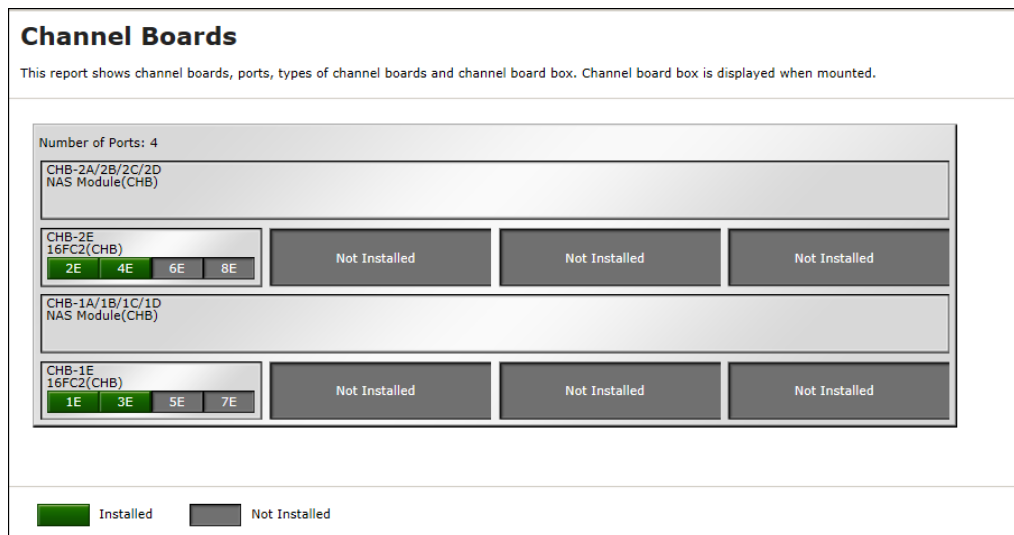 Channel Boards
This report shows channel boards, ports, types of channel boards and channel board box. Channel board box is displayed when mounted.
Number of Ports: 4
CHB-2A/2B/2C/2D
NAS Module(CHB)
CHB-2E
16FC2(CHB)
2E 4E 6E 8E
Not Installed Not Installed Not Installed
CHB-1A/1B/1C/1D
NAS Module(CHB)
CHB-1E
16FC2(CHB)
1E 3E 5E 7E
Not Installed Not Installed Not Installed
Installed Not Installed